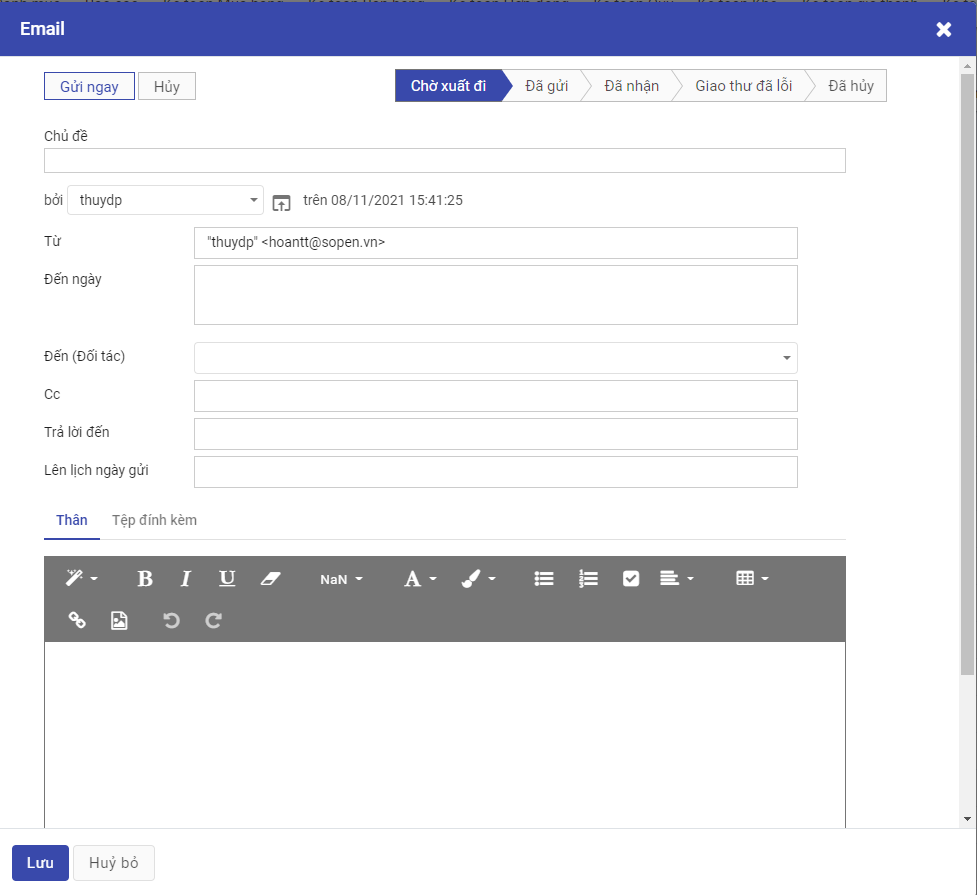 Email
Gửi ngay Hủy Chờ xuất đi Đã gửi Đã nhận Giao thư đã lỗi Đã hủy
Chủ đề
bởi thuydp trên 08/11/2021 15:41:25
Từ "thuydp" <hoantt@sopen.vn>
Đến ngày
Đến (Đối tác)
Cc
Trả lời đến
Lên lịch ngày gửi
Thân Tệp đính kèm
B I U NaN A
Lưu Huỷ bỏ